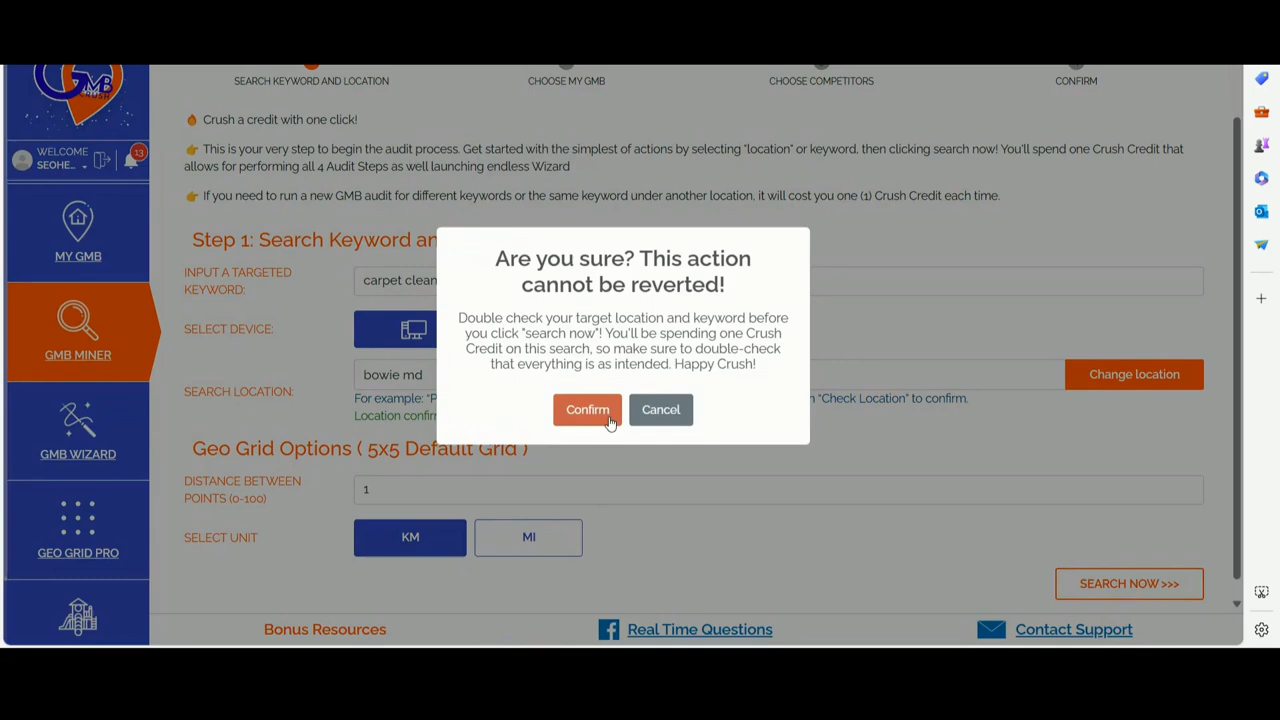 GMB
CRUSH
SEARCH KEYWORD AND LOCATION
CHOOSE MY GMB
CHOOSE COMPETITORS
CONFIRM
WELCOME
SEOHE...
13
Crush a credit with one click!
This is your very step to begin the audit process. Get started with the simplest of actions by selecting "location" or keyword, then clicking search now! You'll spend one Crush Credit that
allows for performing all 4 Audit Steps as well launching endless Wizard
If you need to run a new GMB audit for different keywords or the same keyword under another location, it will cost you one (1) Crush Credit each time.
MY GMB
GMB MINER
GMB WIZARD
GEO GRID PRO
Step 1: Search Keyword an
INPUT A TARGETED
KEYWORD:
carpet clean
SELECT DEVICE:
SEARCH LOCATION:
bowie md
Change location
For example: "P
n "Check Location" to confirm.
Location confir
Are you sure? This action
cannot be reverted!
Double check your target location and keyword before
you click "search now"! You'll be spending one Crush
Credit on this search, so make sure to double-check
that everything is as intended. Happy Crush!
Confirm
Cancel
Geo Grid Options ( 5x5 Default Grid )
DISTANCE BETWEEN
POINTS (0-100)
1
SELECT UNIT
KM
MI
SEARCH NOW >>>
Bonus Resources
Real Time Questions
Contact Support